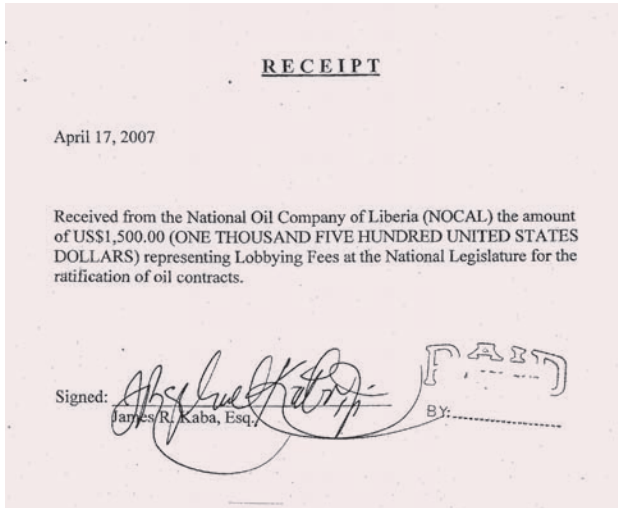 RECEIPT
April 17, 2007
Received from the National Oil Company of Liberia (NOCAL) the amount
of US$1,500.00 (ONE THOUSAND FIVE HUNDRED UNITED STATES
DOLLARS) representing Lobbying Fees at the National Legislature for the
ratification of oil contracts.
PAID
Signed:
James R. Kaba, Esq.
BY: